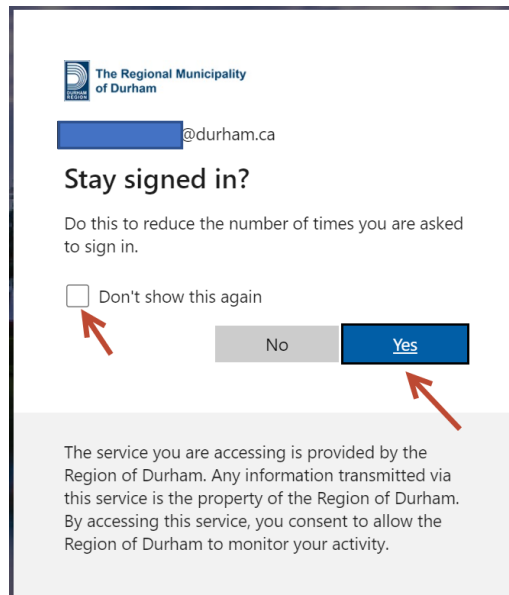 The Regional Municipality
of Durham
DURHAM
REGION
@durham.ca
Stay signed in?
Do this to reduce the number of times you are asked
to sign in.
Don't show this again
No
Yes
The service you are accessing is provided by the
Region of Durham. Any information transmitted via
this service is the property of the Region of Durham.
By accessing this service, you consent to allow the
Region of Durham to monitor your activity.